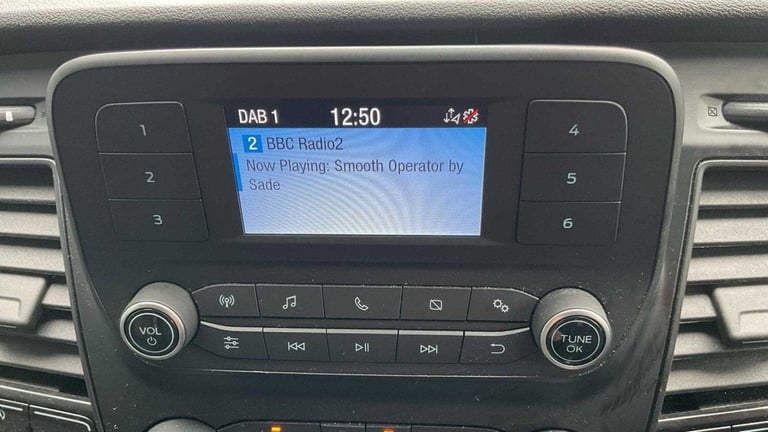 DAB 1 12:50
2 BBC Radio2
Now Playing: Smooth Operator by
Sade
1
2
3
4
5
6
VOL
TUNE
OK